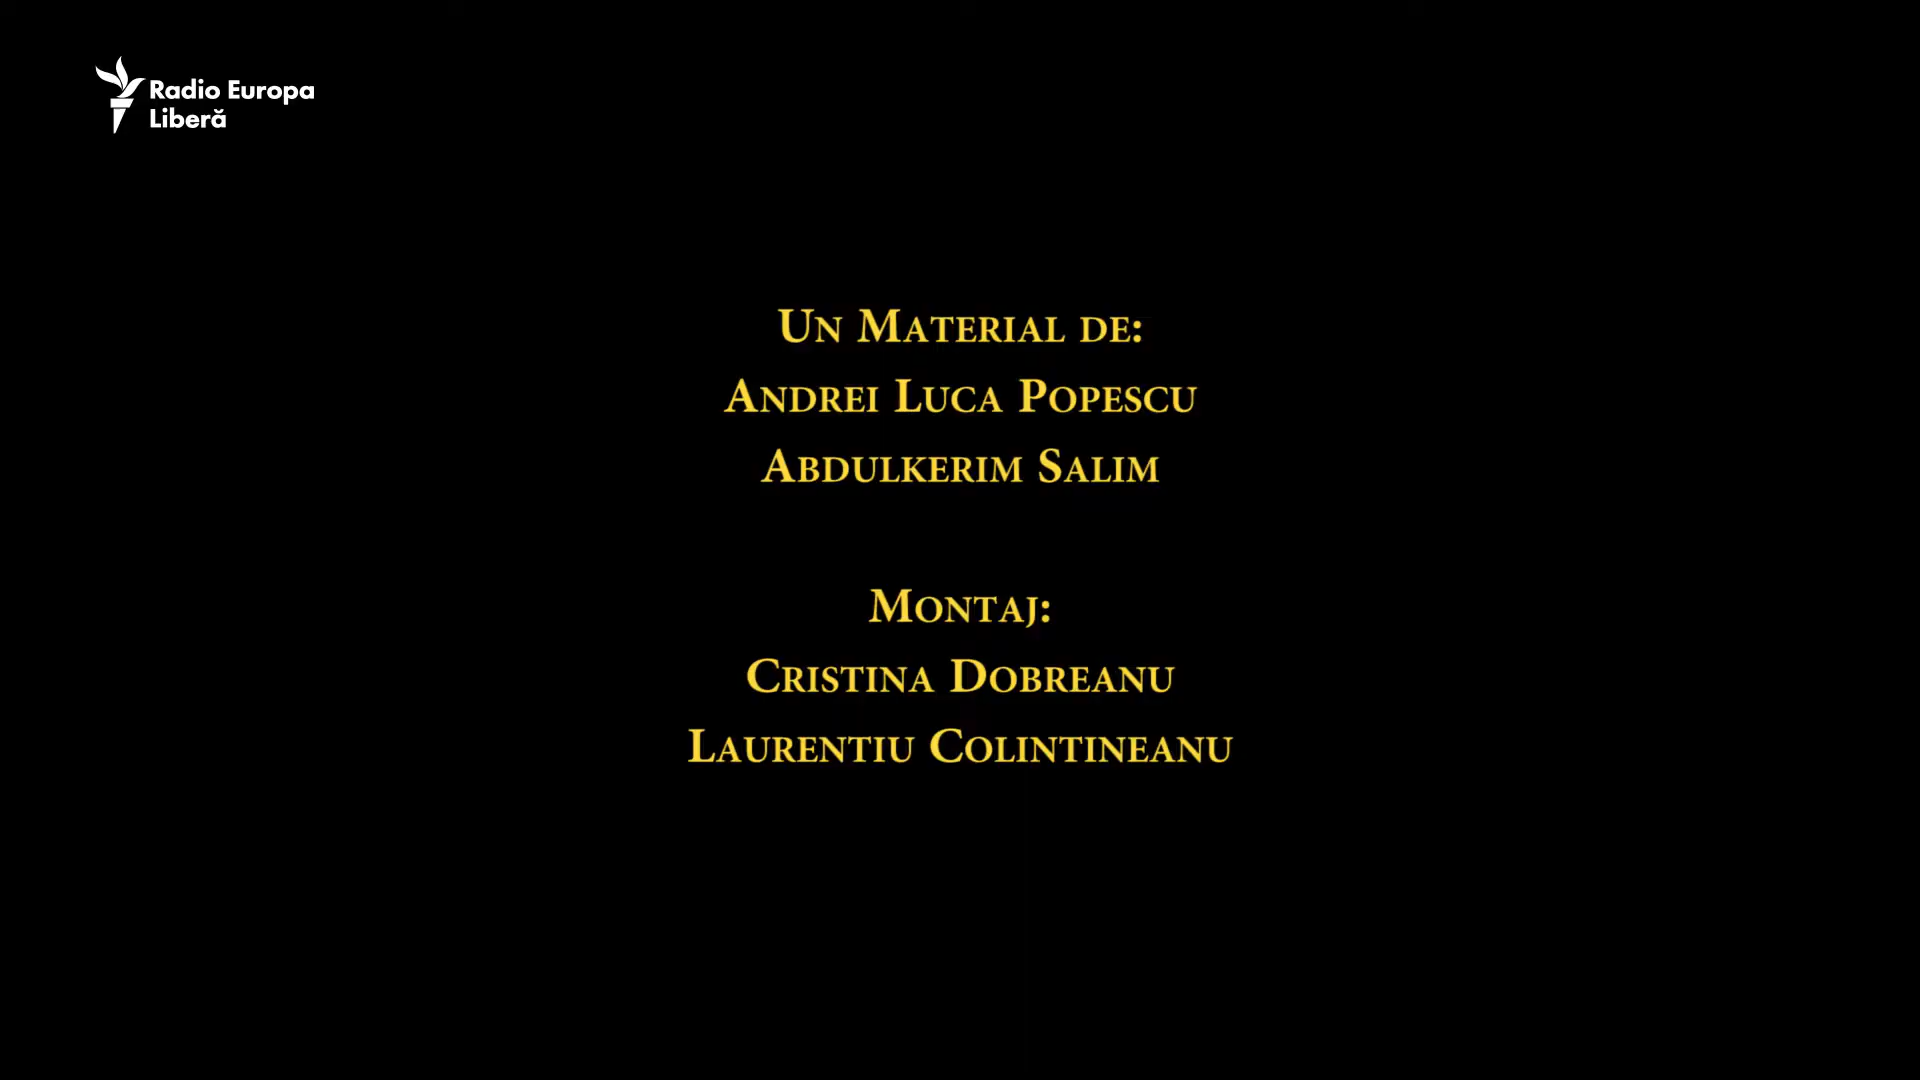 Radio Europa
Liberă
Un Material de:
Andrei Luca Popescu
Abdulkerim Salim
Montaj:
Cristina Dobreanu
Laurentiu Colintineanu